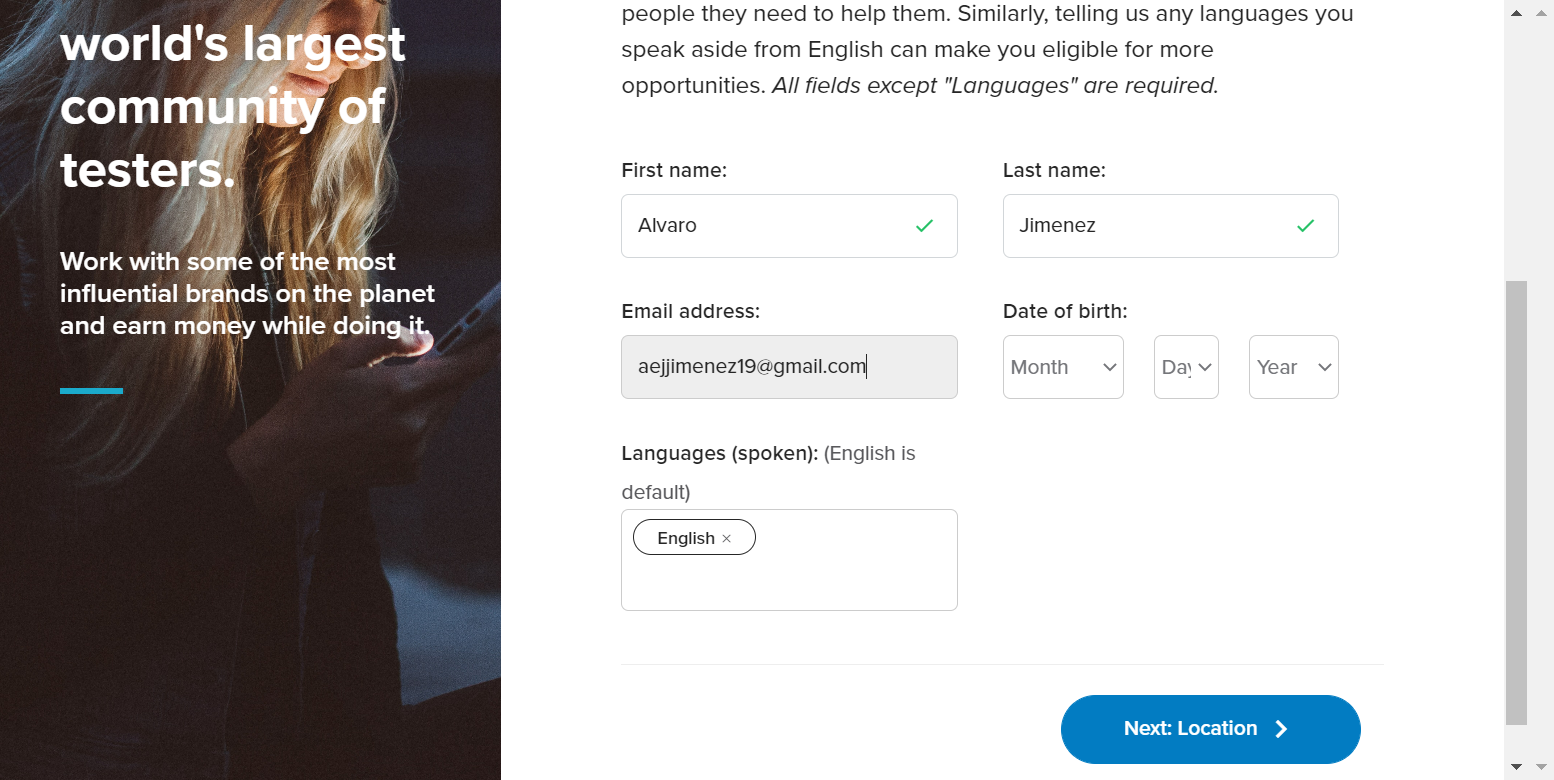 world's largest
community of
testers.
Work with some of the most
influential brands on the planet
and earn money while doing it.
people they need to help them. Similarly, telling us any languages you
speak aside from English can make you eligible for more
opportunities. All fields except "Languages" are required.
First name:
Last name:
Alvaro
Jimenez
Email address:
Date of birth:
aejjimenez19@gmail.com
Month
Day
Year
Languages (spoken): (English is
default)
English ×
Next: Location